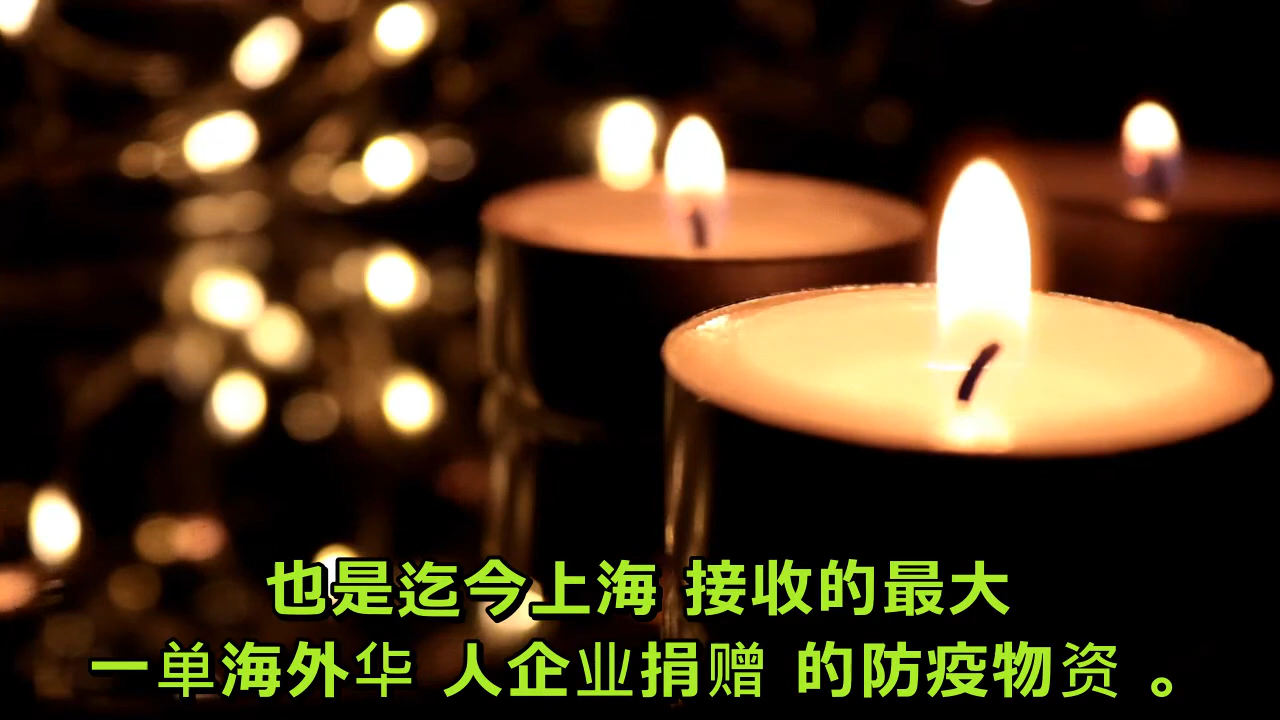 也是迄今上海 接收的最大
一单海外华 人企业捐赠 的防疫物资 。